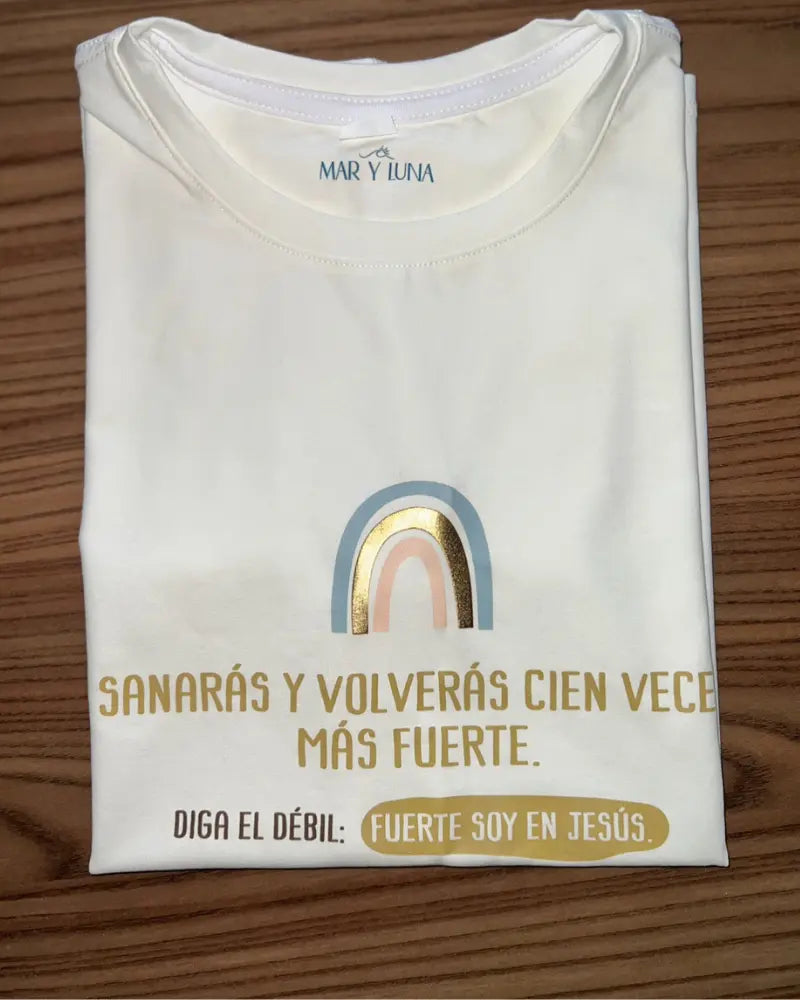 MAR Y LUNA
SANARÁS Y VOLVERÁS CIEN VECE
MÁS FUERTE.
DIGA EL DÉBIL: FUERTE SOY EN JESÚS.